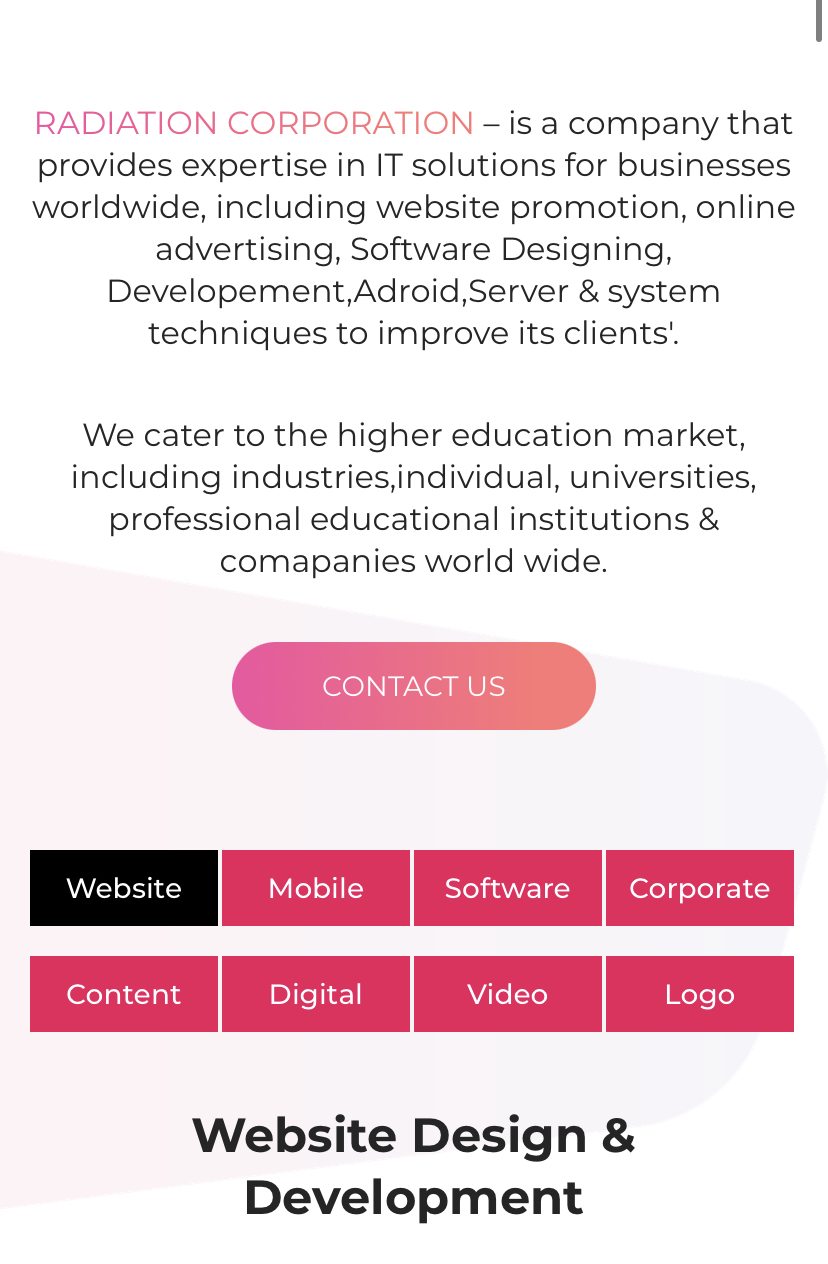 RADIATION CORPORATION – is a company that
provides expertise in IT solutions for businesses
worldwide, including website promotion, online
advertising, Software Designing,
Developement,Adroid,Server & system
techniques to improve its clients'.
We cater to the higher education market,
including industries,individual, universities,
professional educational institutions &
comapanies world wide.
CONTACT US
Website Mobile Software Corporate
Content Digital Video Logo
Website Design &
Development